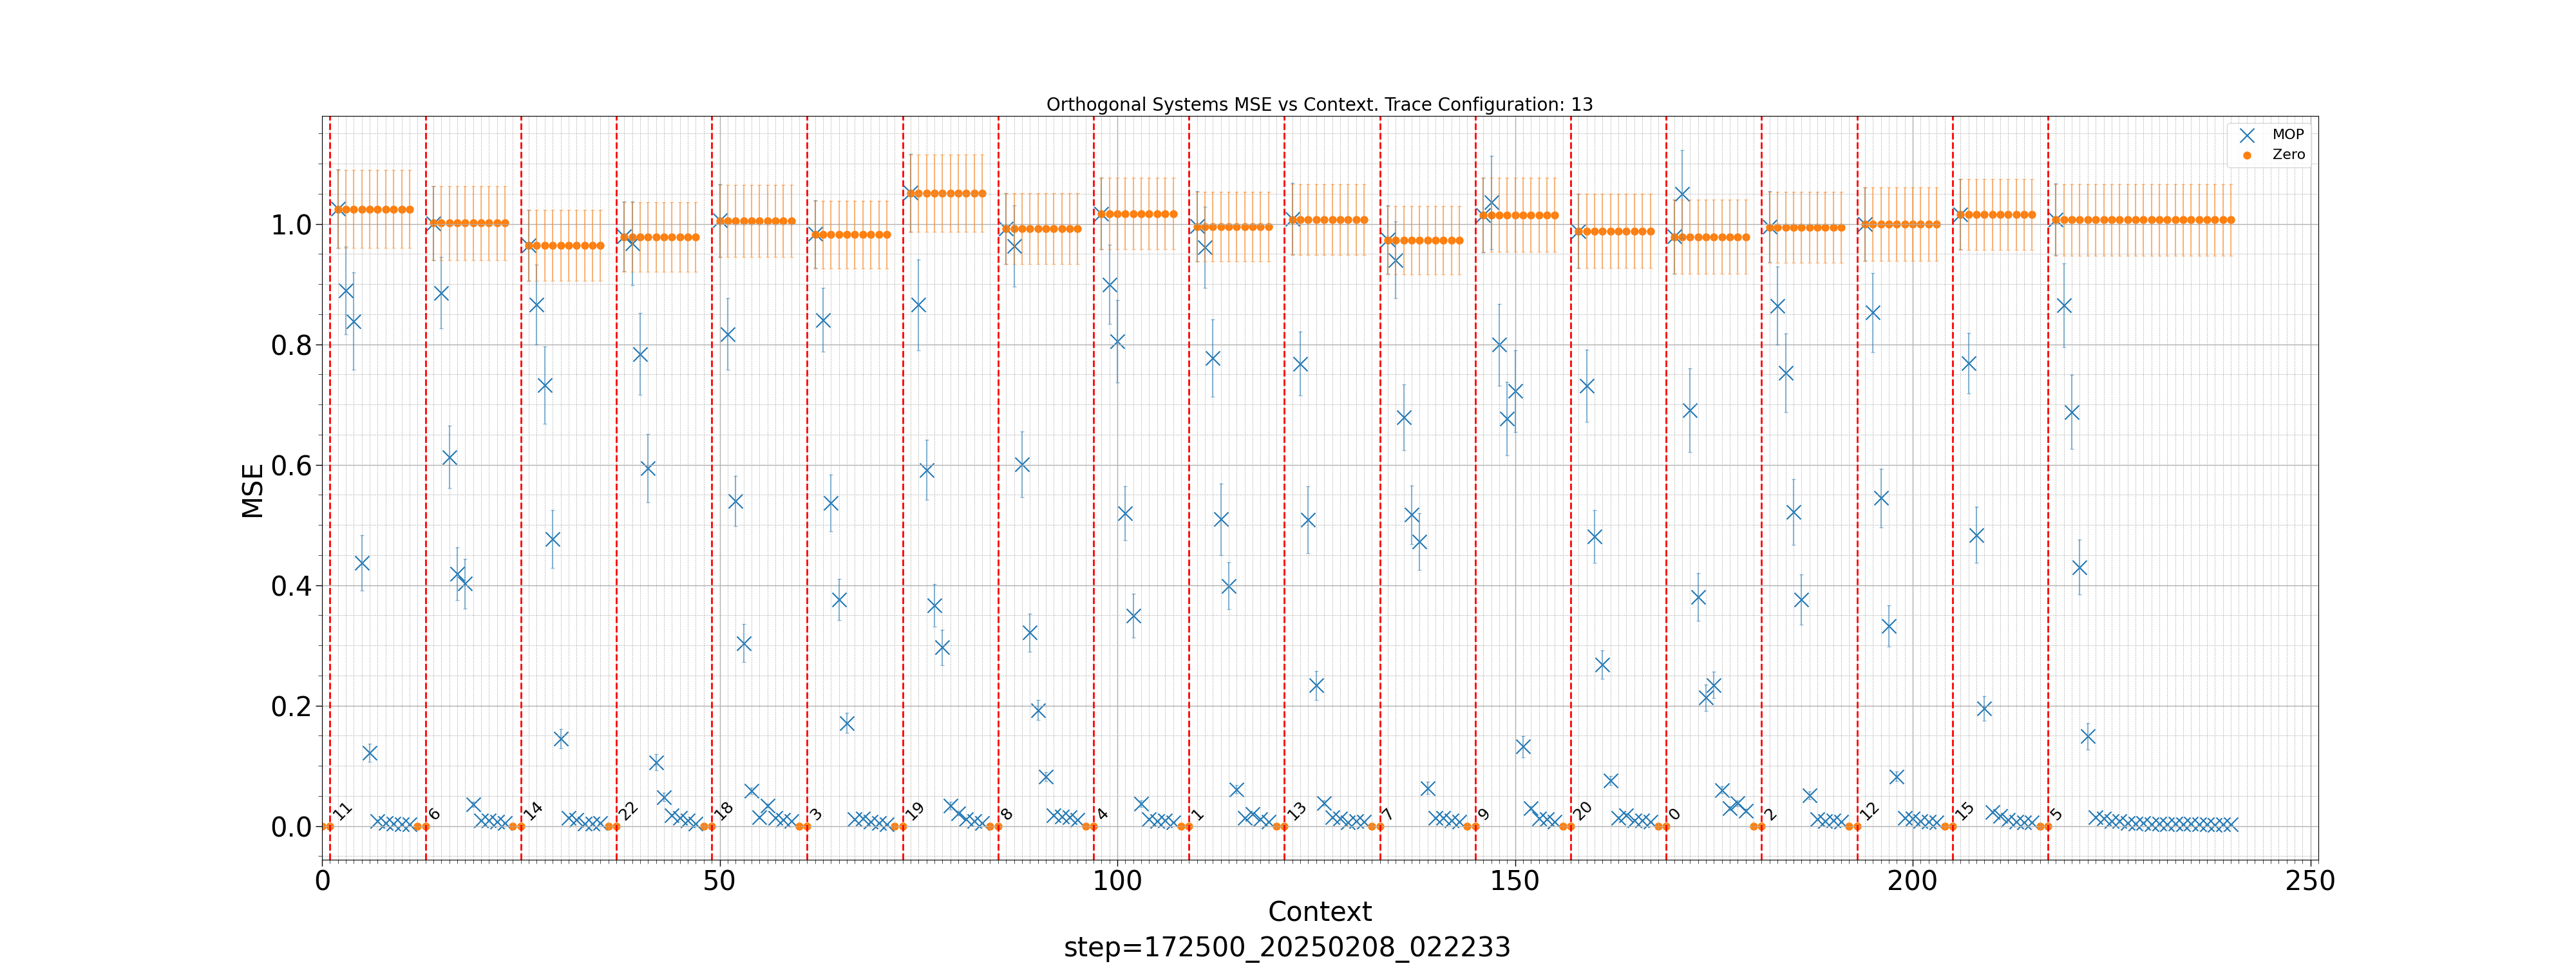 Orthogonal Systems MSE vs Context. Trace Configuration: 13
MOP
Zero
MSE
1.0
0.8
0.6
0.4
0.2
0.0
11 6 14 22 18 3 19 8 4 1 13 7 9 20 0 2 12 15 5
0 50 100 150 200 250
Context
step=172500_20250208_022233